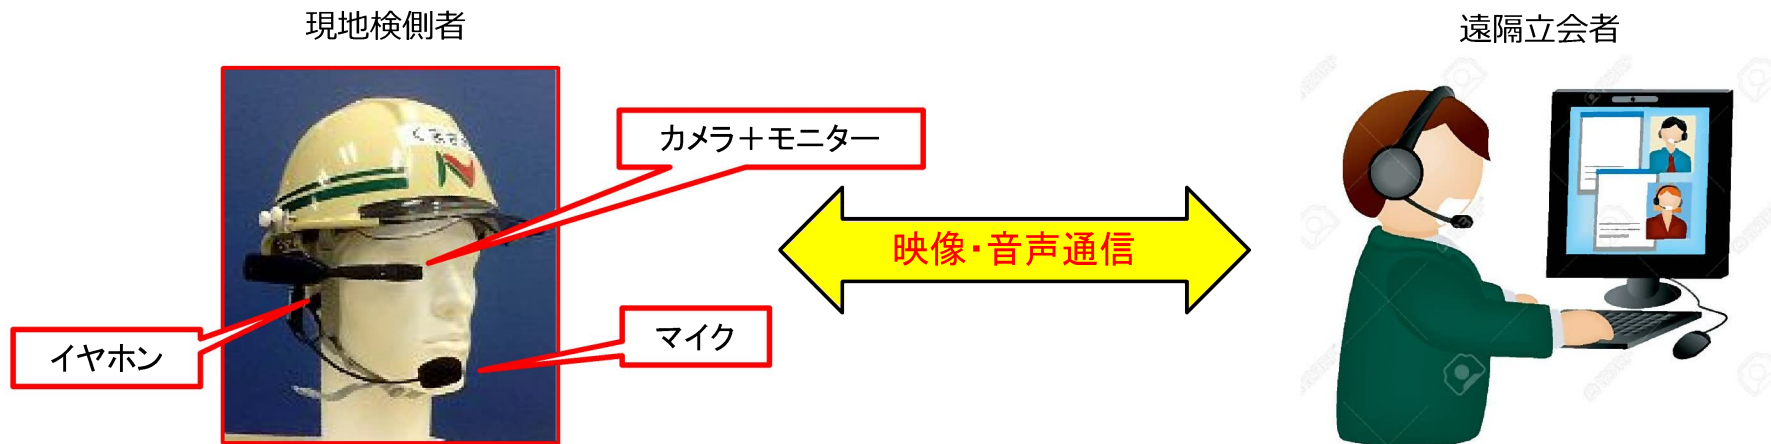 現地検側者
遠隔立会者
カメラ＋モニター
映像・音声通信
マイク
イヤホン
N